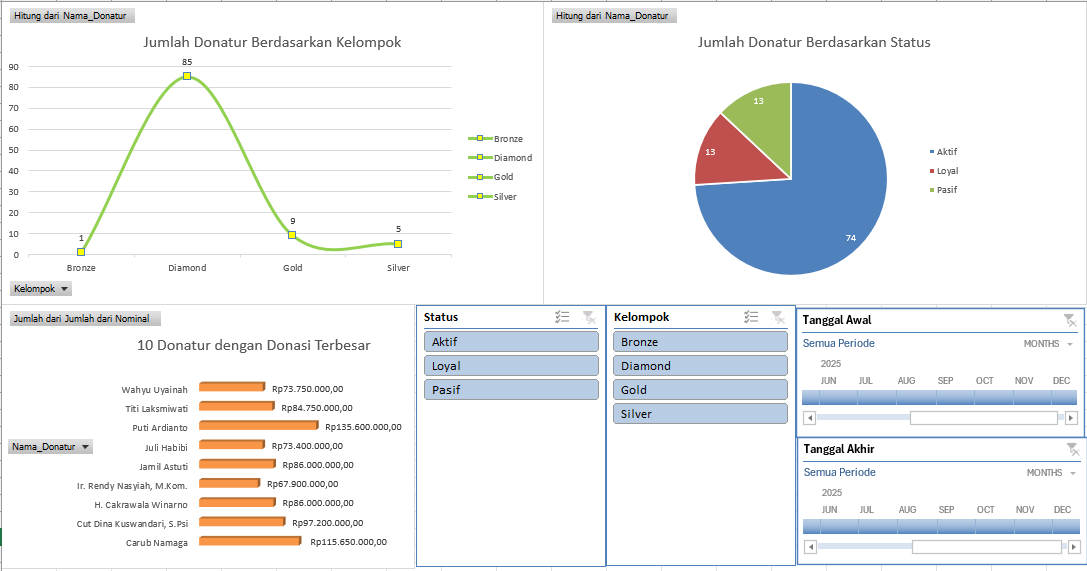 Hitung dari Nama_Donatur
Jumlah Donatur Berdasarkan Kelompok
90
80
70
60
50
40
30
20
10
0
1
85
9
5
Bronze
Diamond
Gold
Silver
Bronze
Diamond
Gold
Silver
Kelompok
Hitung dari Nama_Donatur
Jumlah Donatur Berdasarkan Status
13
13
74
Aktif
Loyal
Pasif
Jumlah dari Jumlah dari Nominal
10 Donatur dengan Donasi Terbesar
Nama_Donatur
Wahyu Uyainah Rp73.750.000,00
Titi Laksmiwati Rp84.750.000,00
Puti Ardianto Rp135.600.000,00
Juli Habibi Rp73.400.000,00
Jamil Astuti Rp86.000.000,00
Ir. Rendy Nasyiah, M.Kom. Rp67.900.000,00
H. Cakrawala Winarno Rp86.000.000,00
Cut Dina Kuswandari, S.Psi Rp97.200.000,00
Carub Namaga Rp115.650.000,00
Status
Aktif
Loyal
Pasif
Kelompok
Bronze
Diamond
Gold
Silver
Tanggal Awal
Semua Periode MONTHS
2025
JUN JUL AUG SEP OCT NOV DEC
Tanggal Akhir
Semua Periode MONTHS
2025
JUN JUL AUG SEP OCT NOV DEC